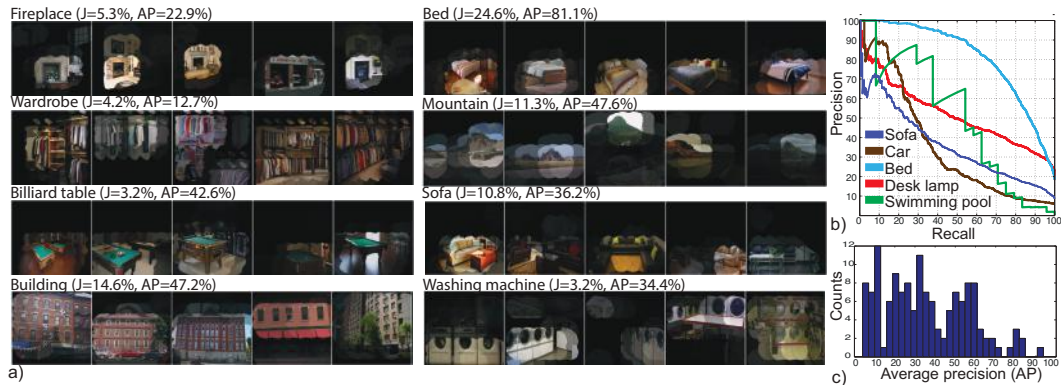 Fireplace (J=5.3%, AP=22.9%)
Wardrobe (J=4.2%, AP=12.7%)
Billiard table (J=3.2%, AP=42.6%)
Building (J=14.6%, AP=47.2%)
a)
Bed (J=24.6%, AP=81.1%)
Mountain (J=11.3%, AP=47.6%)
Sofa (J=10.8%, AP=36.2%)
Washing machine (J=3.2%, AP=34.4%)
100
90
80
70
60
50
40
30
20
10
Precision
Sofa
Car
Bed
Desk lamp
Swimming pool
0 10 20 30 40 50 60 70 80 90 100
Recall
b)
12
10
8
6
4
2
0
Counts
0 10 20 30 40 50 60 70 80 90 100
Average precision (AP)
c)